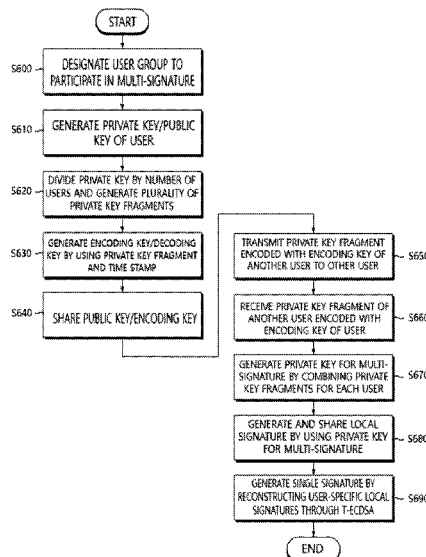 START
S600
DESIGNATE USER GROUP TO
PARTICIPATE IN MULTI-SIGNATURE
S610
GENERATE PRIVATE KEY/PUBLIC
KEY OF USER
S620
DIVIDE PRIVATE KEY BY NUMBER OF
USERS AND GENERATE PLURALITY OF
PRIVATE KEY FRAGMENTS
S630
GENERATE ENCODING KEY/DECODING
KEY BY USING PRIVATE KEY FRAGMENT
AND TIME STAMP
S640
SHARE PUBLIC KEY/ENCODING KEY
TRANSMIT PRIVATE KEY FRAGMENT
ENCODED WITH ENCODING KEY OF
ANOTHER USER TO OTHER USER
S650
RECEIVE PRIVATE KEY FRAGMENT OF
ANOTHER USER ENCODED WITH
ENCODING KEY OF USER
S660
GENERATE PRIVATE KEY FOR MULTI-
SIGNATURE BY COMBINING PRIVATE
KEY FRAGMENTS FOR EACH USER
S670
GENERATE AND SHARE LOCAL
SIGNATURE BY USING PRIVATE KEY
FOR MULTI-SIGNATURE
S680
GENERATE SINGLE SIGNATURE BY
RECONSTRUCTING USER-SPECIFIC LOCAL
SIGNATURES THROUGH T-ECDSA
S690
END